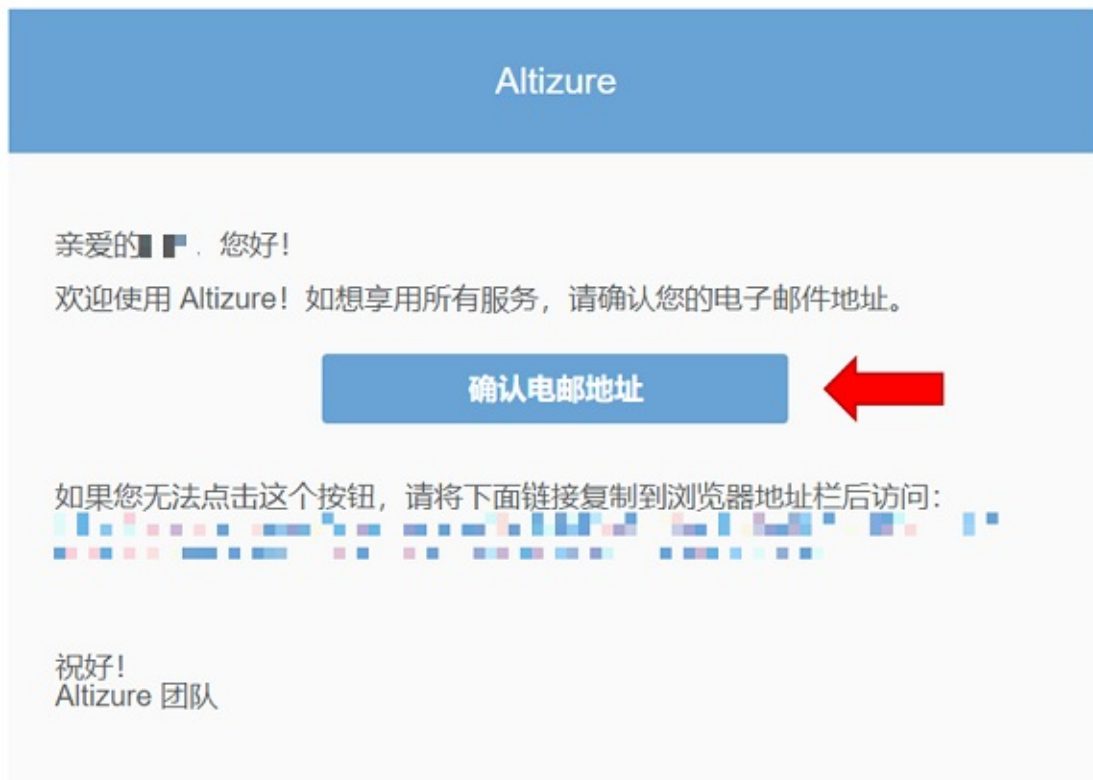 Altizure
亲爱的 ，您好！
欢迎使用 Altizure！如想享用所有服务，请确认您的电子邮件地址。
确认电邮地址
如果您无法点击这个按钮，请将下面链接复制到浏览器地址栏后访问：
祝好！
Altizure 团队